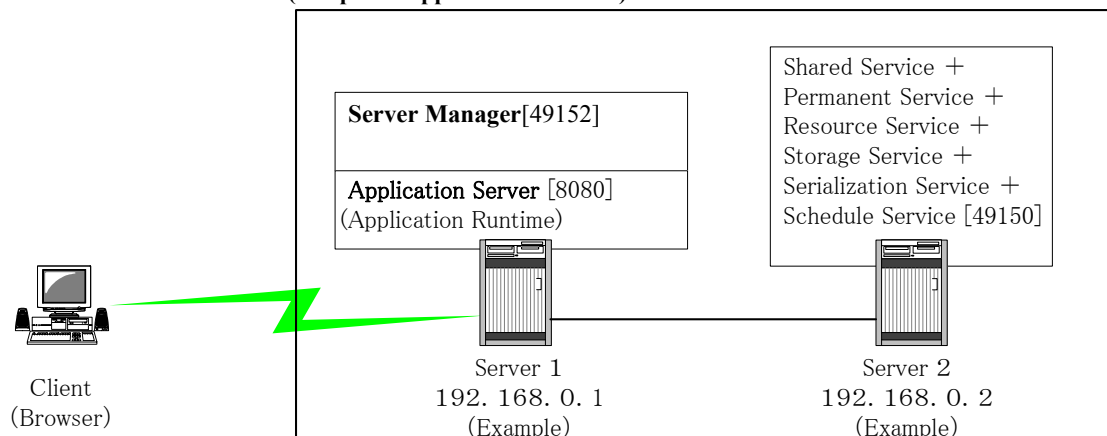 Server Manager[49152]
Application Server [8080]
(Application Runtime)
Shared Service ＋
Permanent Service ＋
Resource Service ＋
Storage Service ＋
Serialization Service ＋
Schedule Service [49150]
Client
(Browser)
Server 1
192. 168. 0. 1
(Example)
Server 2
192. 168. 0. 2
(Example)